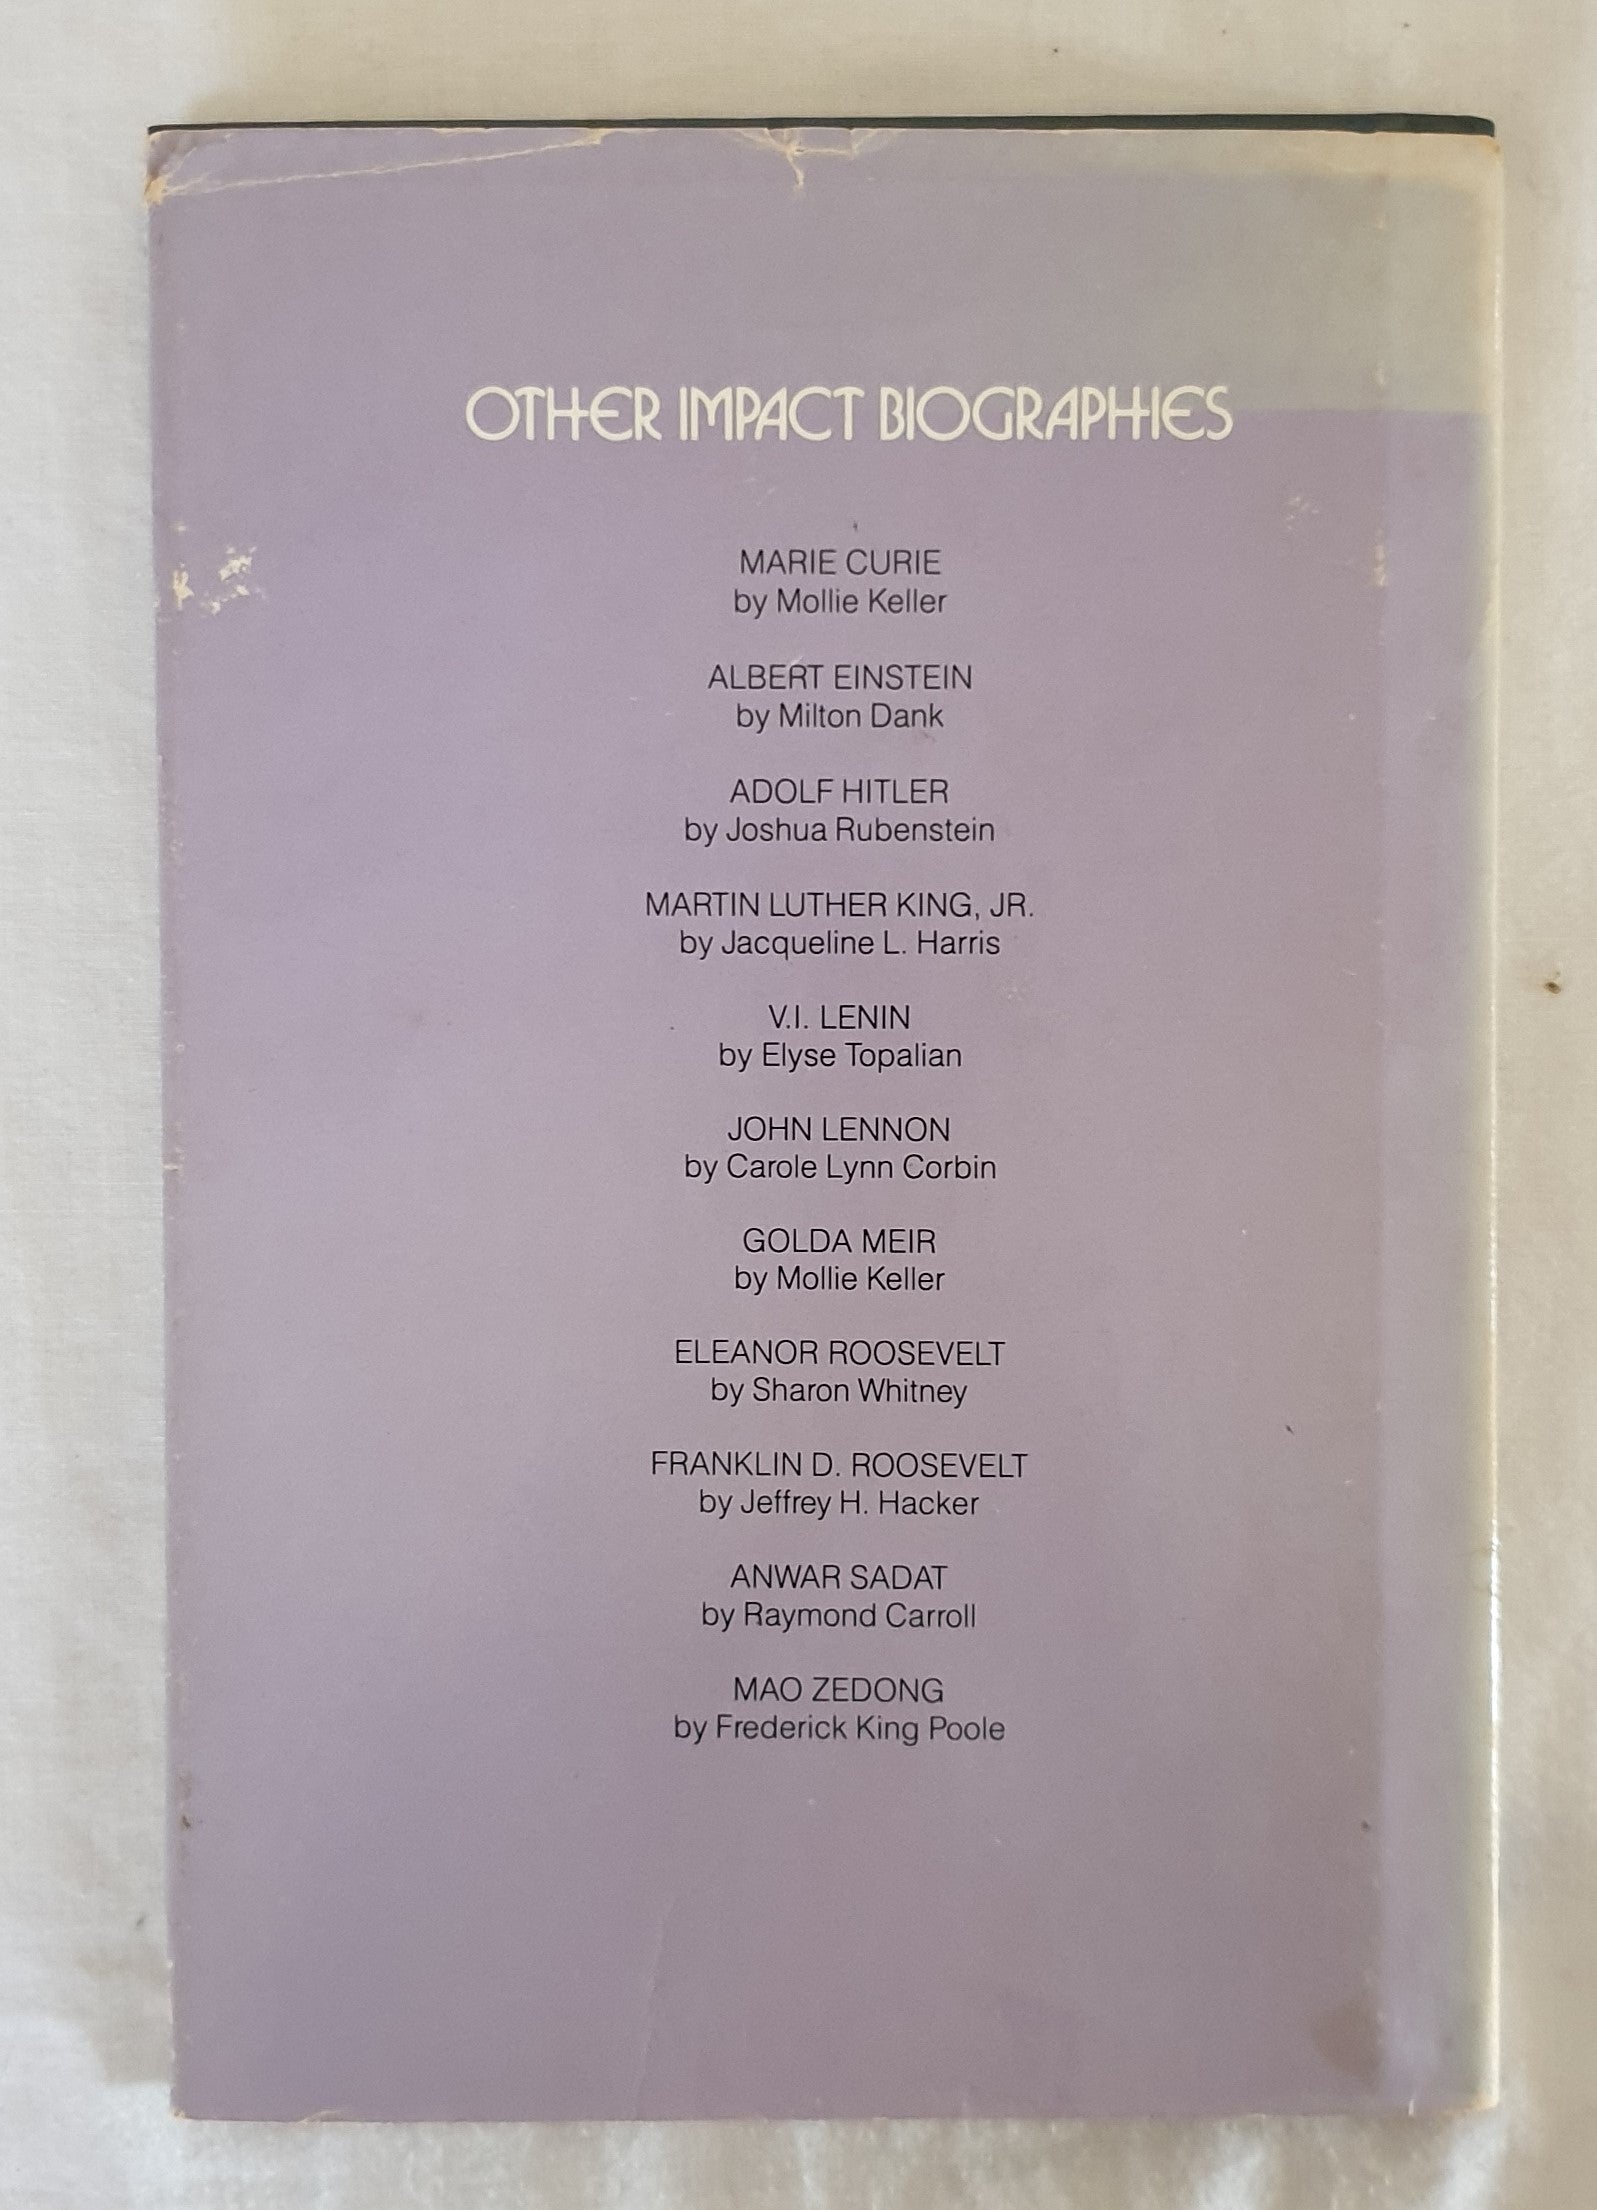 OTHER IMPACT BIOGRAPHIES
MARIE CURIE
by Mollie Keller
ALBERT EINSTEIN
by Milton Dank
ADOLF HITLER
by Joshua Rubenstein
MARTIN LUTHER KING, JR.
by Jacqueline L. Harris
V.I. LENIN
by Elyse Topalian
JOHN LENNON
by Carole Lynn Corbin
GOLDA MEIR
by Mollie Keller
ELEANOR ROOSEVELT
by Sharon Whitney
FRANKLIN D. ROOSEVELT
by Jeffrey H. Hacker
ANWAR SADAT
by Raymond Carroll
MAO ZEDONG
by Frederick King Poole